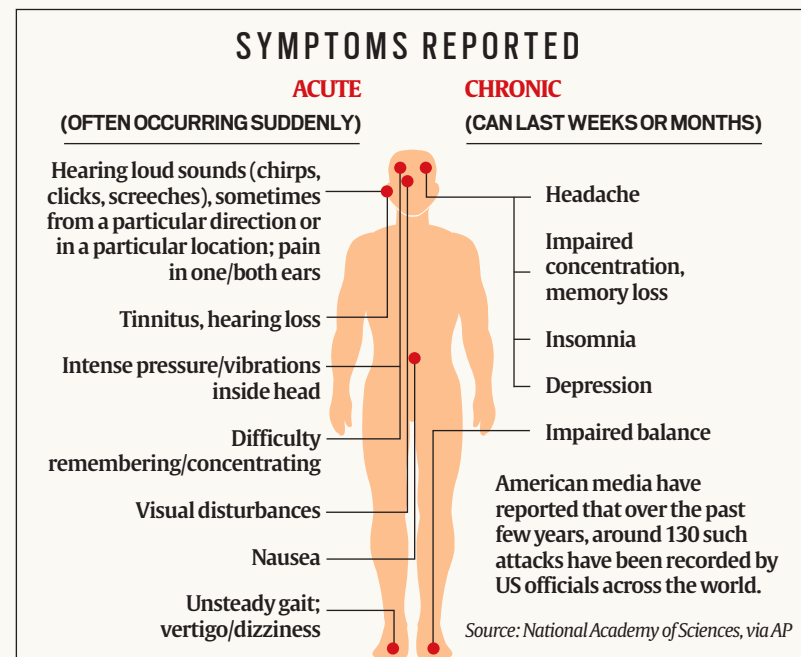 SYMPTOMS REPORTED
ACUTE
(OFTEN OCCURRING SUDDENLY)
Hearing loud sounds (chirps,
clicks, screeches), sometimes
from a particular direction or
in a particular location; pain
in one/both ears
Tinnitus, hearing loss
Intense pressure/vibrations
inside head
Difficulty
remembering/concentrating
Visual disturbances
Nausea
Unsteady gait;
vertigo/dizziness
CHRONIC
(CAN LAST WEEKS OR MONTHS)
Headache
Impaired
concentration,
memory loss
Insomnia
Depression
Impaired balance
American media have
reported that over the past
few years, around 130 such
attacks have been recorded by
US officials across the world.
Source: National Academy of Sciences, via AP